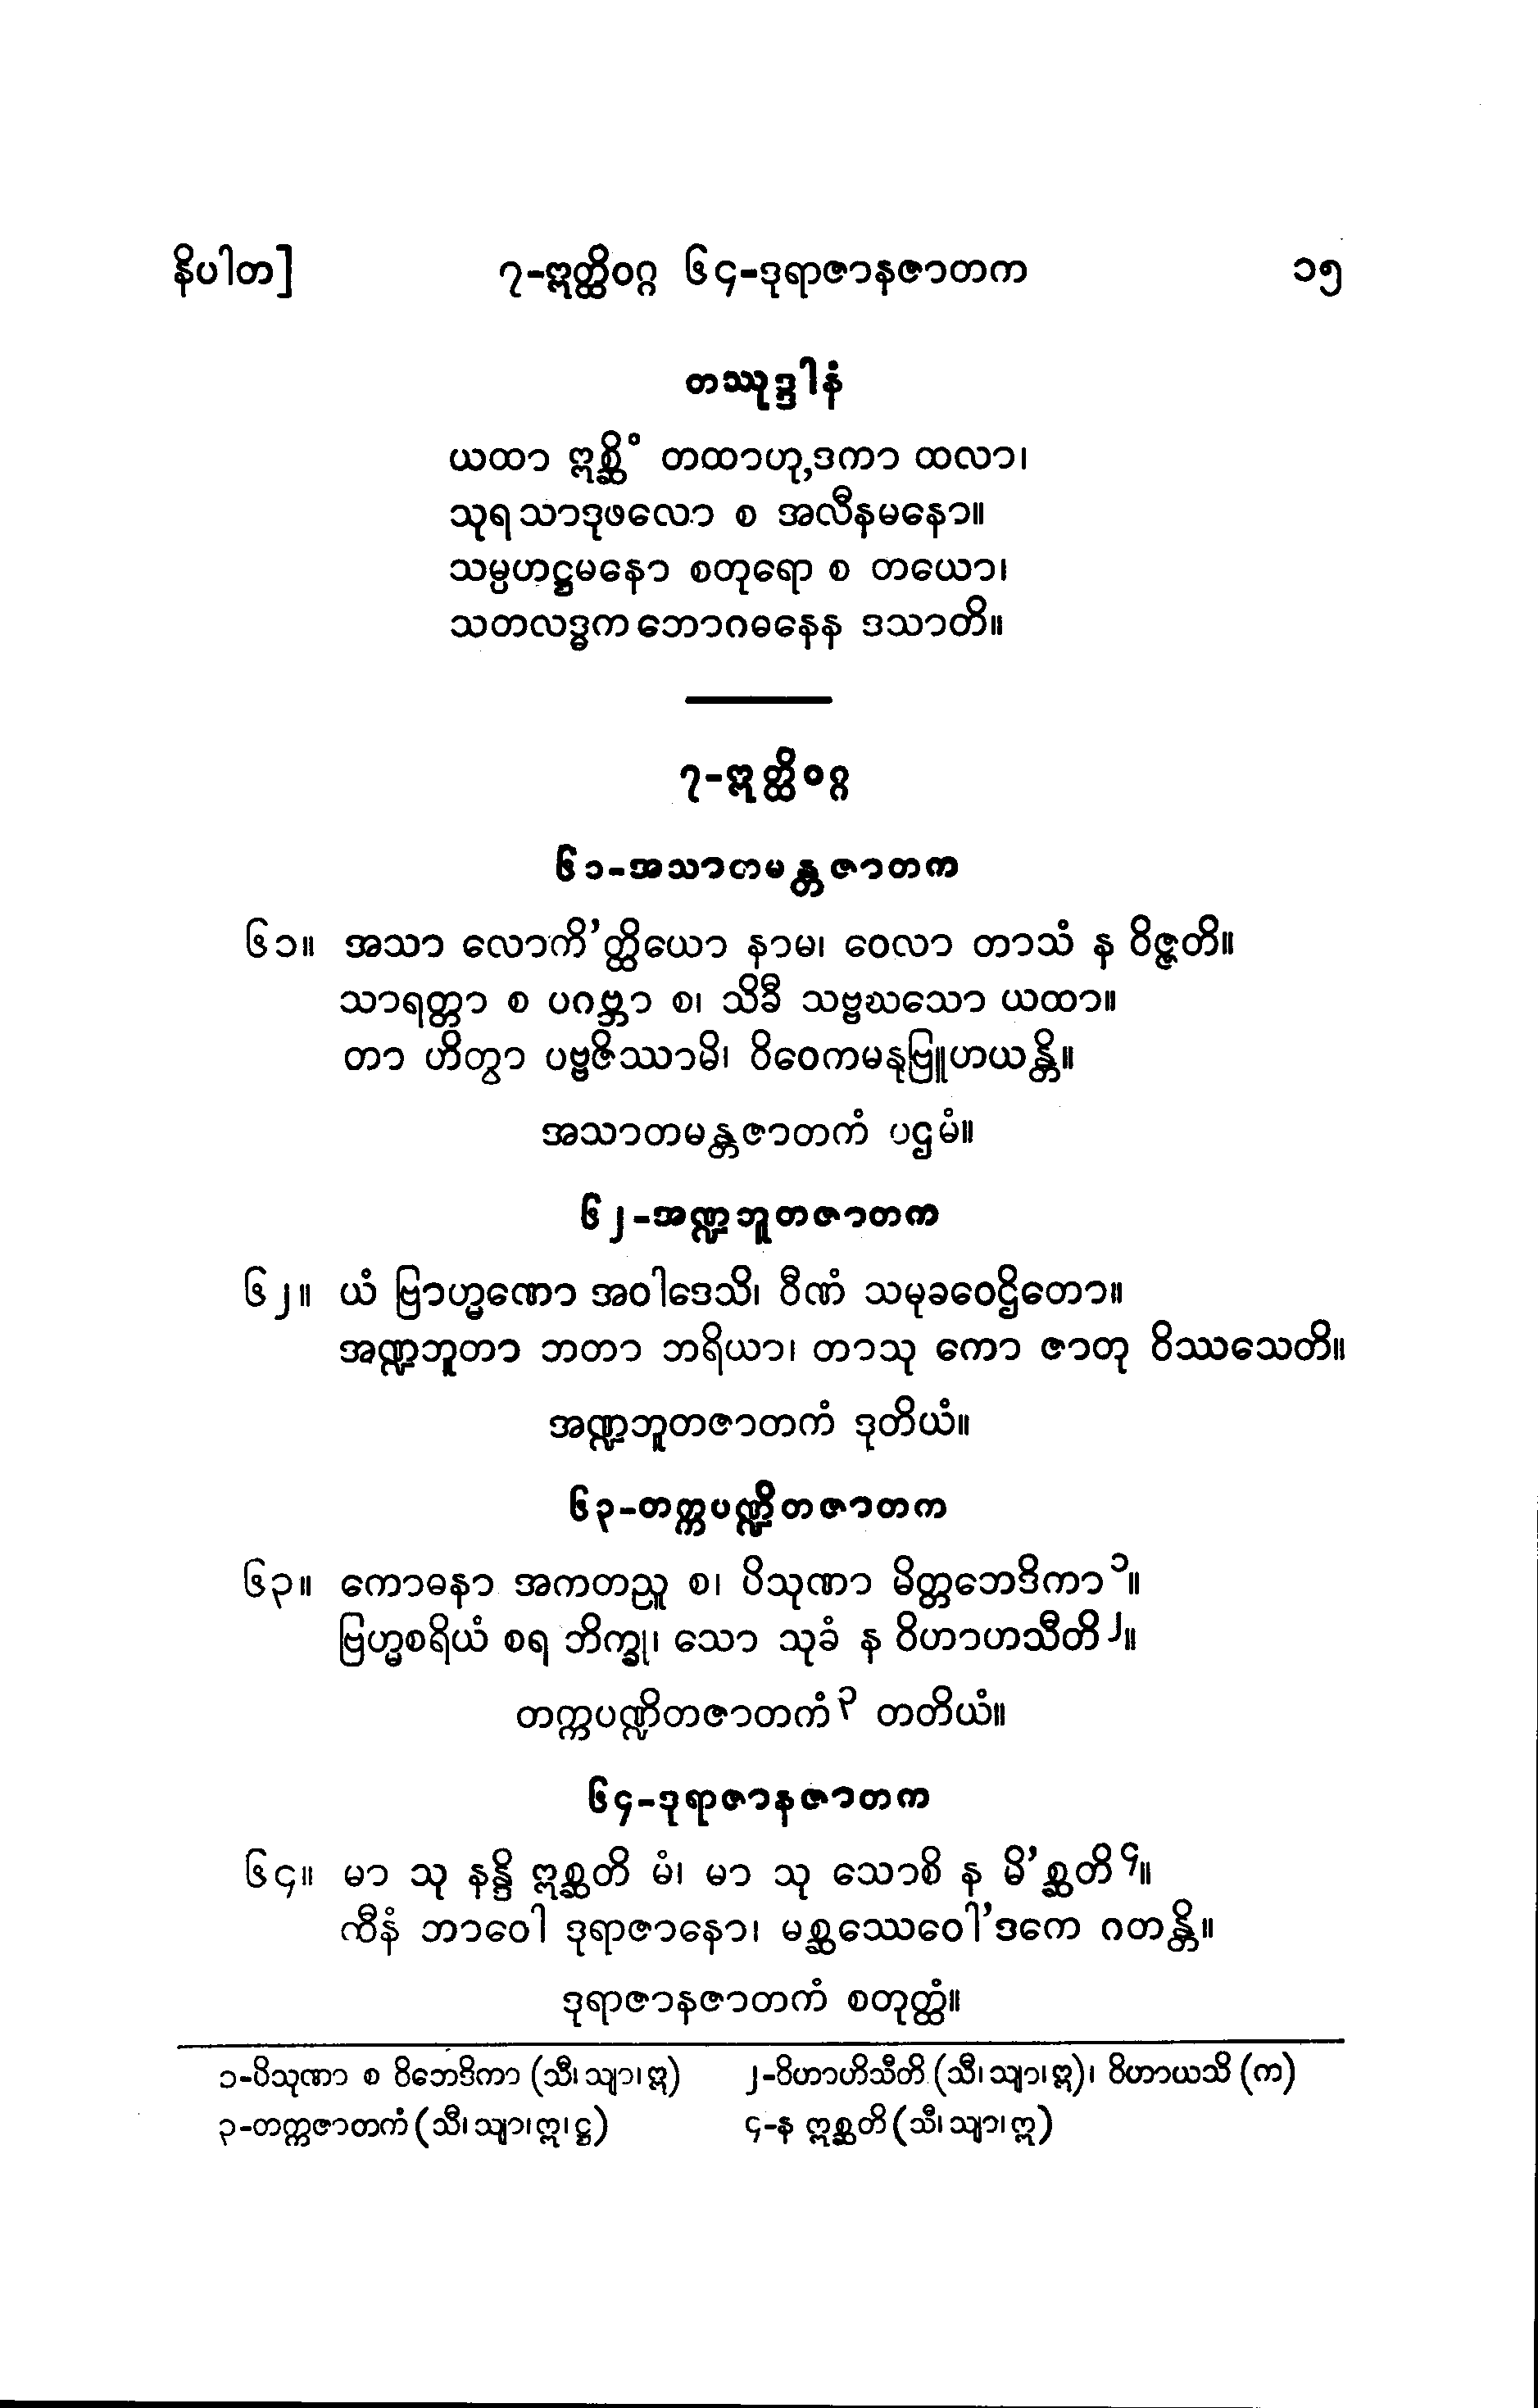 နိပါတ] ၇-ဣတ္ထိဝဂ္ဂ ၆၄-ဒုရာဇာနဇာတက ၁၅
တဿုဒ္ဒါနံ
ယထာ ဣစ္ဆိံ တထာဟု,ဒကာ ထလာ၊
သုရသာဒုဖလော စ အလီနမနော။
သမ္ပဟဋ္ဌမနော စတုရော စ တယော၊
သတလဒ္ဓက ဘောဂဓနေန ဒသာတိ။
၇-ဣတ္ထိဝဂ္ဂ
၆၁-အသာတမန္တဇာတက
၆၁။ အသာ လောကိ’တ္ထိယော နာမ၊ ဝေလာ တာသံ န ဝိဇ္ဇတိ။
သာရတ္တာ စ ပဂဗ္ဘာ စ၊ သိခီ သဗ္ဗဃသော ယထာ။
တာ ဟိတွာ ပဗ္ဗဇိဿာမိ၊ ဝိဝေကမနုဗြူဟယန္တိ။
အသာတမန္တဇာတကံ ပဌမံ။
၆၂-အဏ္ဍဘူတဇာတက
၆၂။ ယံ ဗြာဟ္မဏော အဝါဒေသိ၊ ဝီဏံ သမုခဝေဌိတော။
အဏ္ဍဘူတာ ဘတာ ဘရိယာ၊ တာသု ကော ဇာတု ဝိဿသေတိ။
အဏ္ဍဘူတဇာတကံ ဒုတိယံ။
၆၃-တက္ကပဏ္ဍိတဇာတက
၆၃။ ကောဓနာ အကတညူ စ၊ ပိသုဏာ မိတ္တဘေဒိကာ ၁။
ဗြဟ္မစရိယံ စရ ဘိက္ခု၊ သော သုခံ န ဝိဟာဟသီတိ ၂။
တက္ကပဏ္ဍိတဇာတကံ ၃ တတိယံ။
၆၄-ဒုရာဇာနဇာတက
၆၄။ မာ သု နန္ဒိ ဣစ္ဆတိ မံ၊ မာ သု သောစိ န မိ’စ္ဆတိ ၄။
ထီနံ ဘာဝေါ ဒုရာဇာနော၊ မစ္ဆဿေဝေါ’ဒကေ ဂတန္တိ။
ဒုရာဇာနဇာတကံ စတုတ္ထံ။
၁-ပိသုဏာ စ ဝိဘေဒိကာ (သီ၊ သျာ၊ ဣ) ၂-ဝိဟာဟိသီတိ (သီ၊ သျာ၊ ဣ)၊ ဝိဟာယသိ (က)
၃-တက္ကဇာတကံ (သီ၊ သျာ၊ ဣ၊ ဋ္ဌ) ၄-န ဣစ္ဆတိ (သီ၊ သျာ၊ ဣ)